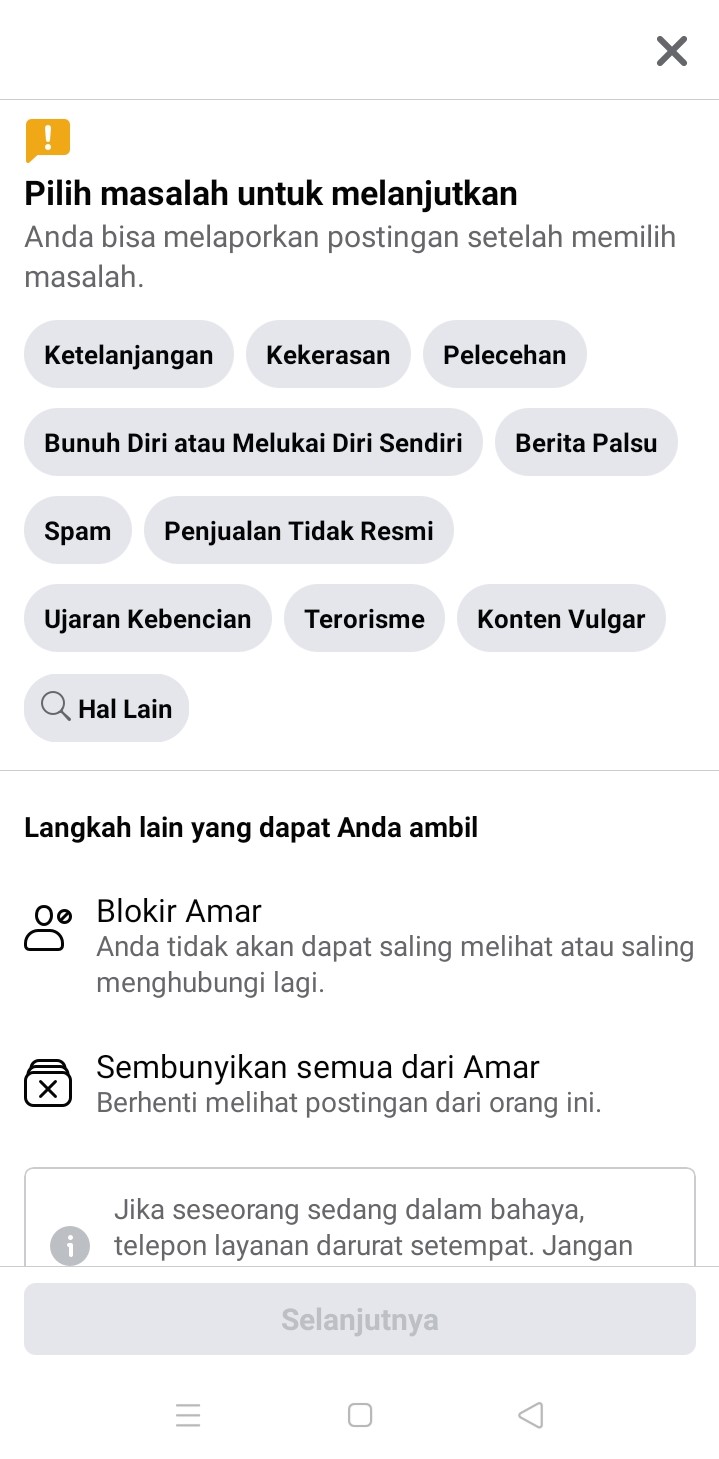 Pilih masalah untuk melanjutkan
Anda bisa melaporkan postingan setelah memilih
masalah.
Ketelanjangan
Kekerasan
Pelecehan
Bunuh Diri atau Melukai Diri Sendiri
Berita Palsu
Spam
Penjualan Tidak Resmi
Ujaran Kebencian
Terorisme
Konten Vulgar
Hal Lain
Langkah lain yang dapat Anda ambil
Blokir Amar
Anda tidak akan dapat saling melihat atau saling
menghubungi lagi.
Sembunyikan semua dari Amar
Berhenti melihat postingan dari orang ini.
Jika seseorang sedang dalam bahaya,
telepon layanan darurat setempat. Jangan
Selanjutnya